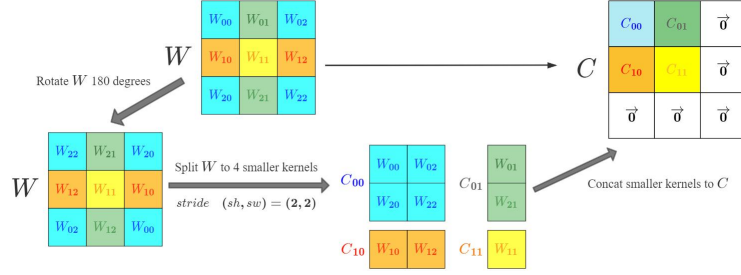 W
W00 W01 W02
W10 W11 W12
W20 W21 W22
C
C00 C01 0⃗
C10 C11 0⃗
0⃗ 0⃗ 0⃗
Rotate W 180 degrees
W
W22 W21 W20
W12 W11 W10
W02 W12 W00
Split W to 4 smaller kernels
stride (sh, sw) = (2, 2)
C00
W00 W02
W20 W22
C01
W01
W21
C10
W10 W12
C11
W11
Concat smaller kernels to C